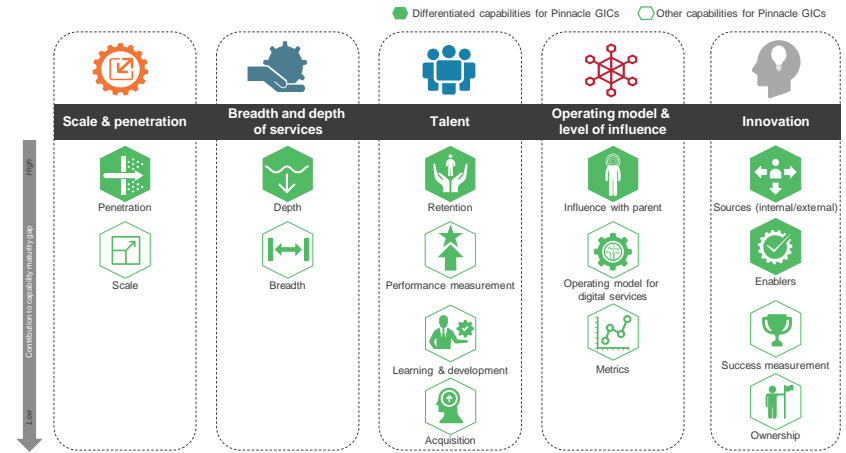 Differentiated capabilities for Pinnacle GICs
Other capabilities for Pinnacle GICs
Scale & penetration
Breadth and depth
of services
Talent
Operating model &
level of influence
Innovation
High
Contribution to capability maturity gap
Low
Penetration
Depth
Retention
Influence with parent
Sources (internal/external)
Scale
Breadth
Performance measurement
Operating model for
digital services
Enablers
Learning & development
Metrics
Success measurement
Acquisition
Ownership